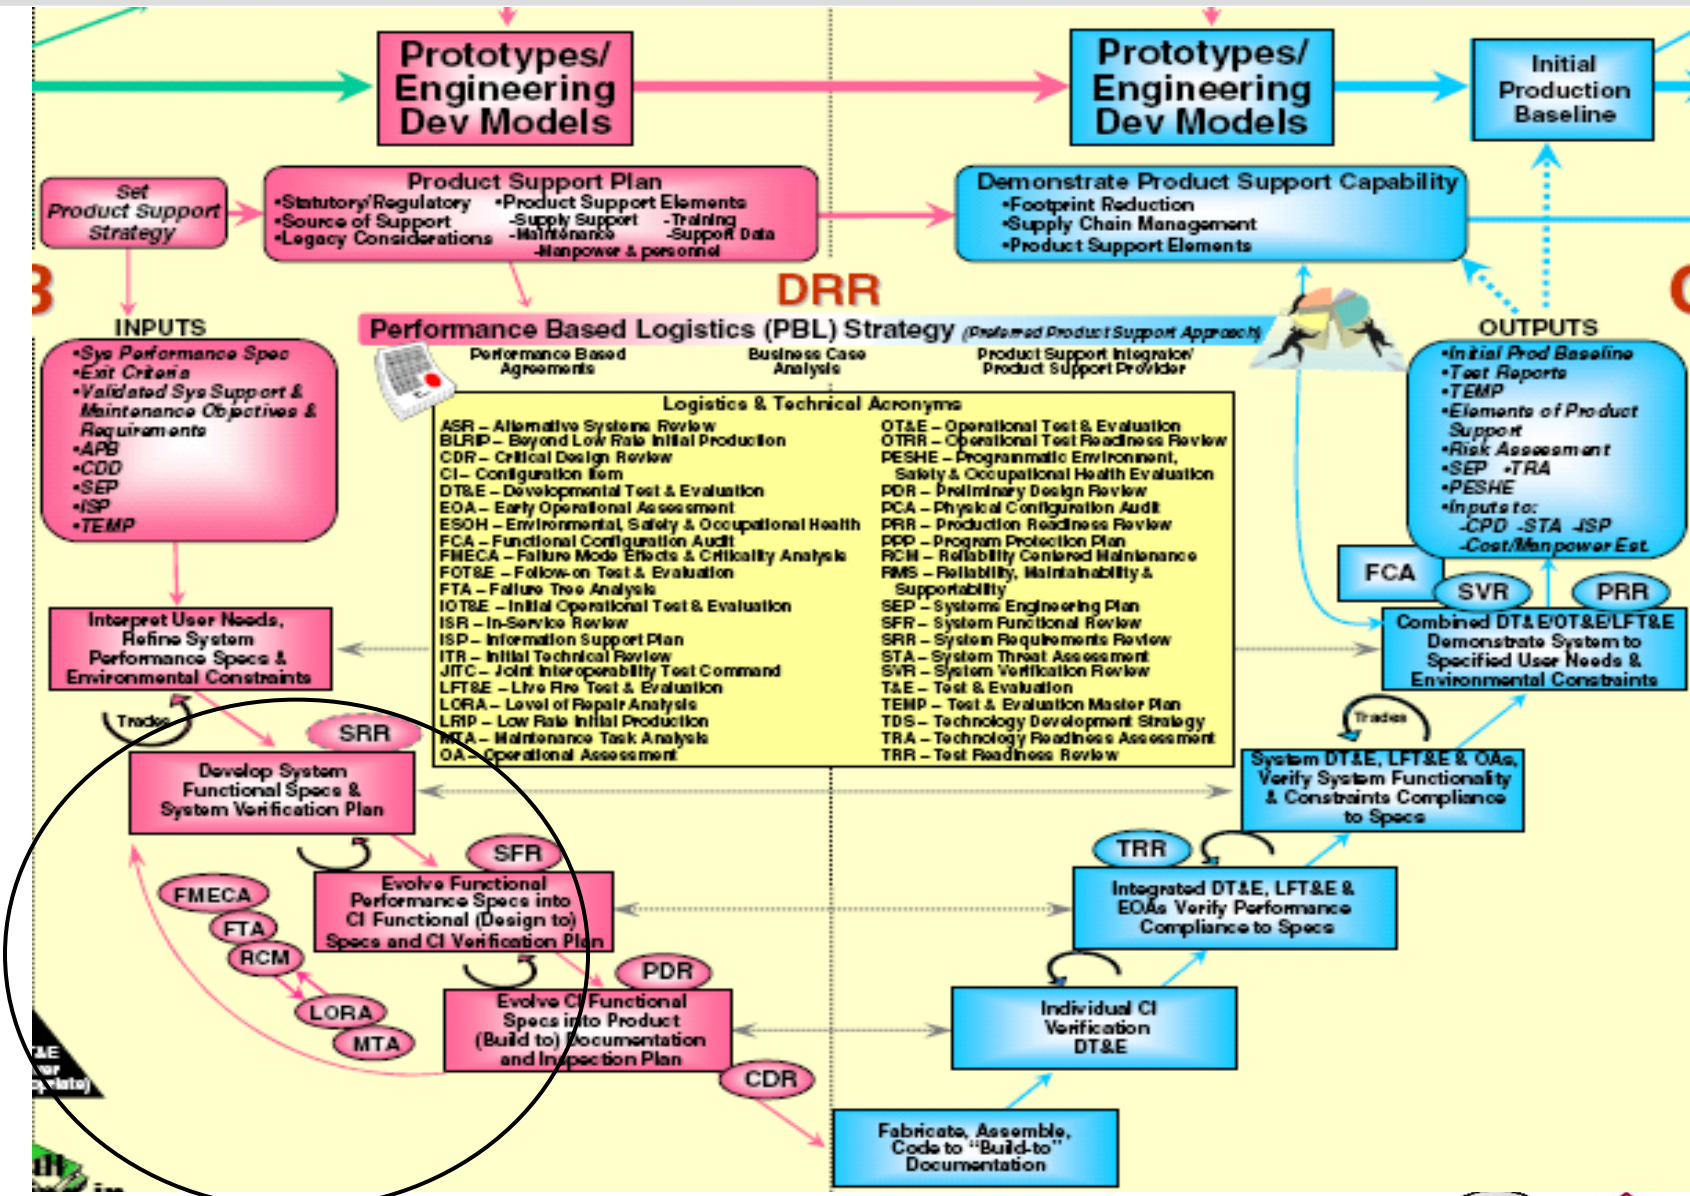 Prototypes/
Engineering
Dev Models
Prototypes/
Engineering
Dev Models
Initial
Production
Baseline
Set
Product Support
Strategy
Product Support Plan
•Statutory/Regulatory
•Source of Support
•Legacy Considerations
•Product Support Elements
-Supply Support -Training
-Maintenance -Support Data
-Manpower & personnel
Demonstrate Product Support Capability
•Footprint Reduction
•Supply Chain Management
•Product Support Elements
B
DRR
INPUTS
•Sys Performance Spec
•Exit Criteria
•Validated Sys Support &
Maintenance Objectives &
Requirements
•APB
•CDD
•SEP
•ISP
•TEMP
Performance Based Logistics (PBL) Strategy (Preferred Product Support Approach)
Performance Based
Agreements
Business Case
Analysis
Product Support Integrator/
Product Support Provider
Logistics & Technical Acronyms
ASR – Alternative Systems Review
BLRIP – Beyond Low Rate Initial Production
CDR – Critical Design Review
CI – Configuration Item
DT&E – Developmental Test & Evaluation
EOA – Early Operational Assessment
ESOH – Environmental, Safety & Occupational Health
FCA – Functional Configuration Audit
FMECA – Failure Mode Effects & Criticality Analysis
FOT&E – Follow-on Test & Evaluation
FTA – Failure Tree Analysis
IOT&E – Initial Operational Test & Evaluation
ISR – In-Service Review
ISP – Information Support Plan
ITR – Initial Technical Review
JITC – Joint Interoperability Test Command
LFT&E – Live Fire Test & Evaluation
LORA – Level of Repair Analysis
LRIP – Low Rate Initial Production
MTA – Maintenance Task Analysis
OA – Operational Assessment
OT&E – Operational Test & Evaluation
OTRR – Operational Test Readiness Review
PESHE – Programmatic Environment,
Safety & Occupational Health Evaluation
PDR – Preliminary Design Review
PCA – Physical Configuration Audit
PRR – Production Readiness Review
PPP – Program Protection Plan
RCM – Reliability Centered Maintenance
RMS – Reliability, Maintainability &
Supportability
SEP – Systems Engineering Plan
SFR – System Functional Review
SRR – System Requirements Review
STA – System Threat Assessment
SVR – System Verification Review
T&E – Test & Evaluation
TEMP – Test & Evaluation Master Plan
TDS – Technology Development Strategy
TRA – Technology Readiness Assessment
TRR – Test Readiness Review
OUTPUTS
•Initial Prod Baseline
•Test Reports
•TEMP
•Elements of Product
Support
•Risk Assessment
•SEP •TRA
•PESHE
•Inputs to:
-CPD -STA -ISP
-Cost/Manpower Est.
FCA
SVR
PRR
Interpret User Needs,
Refine System
Performance Specs &
Environmental Constraints
Combined DT&E/OT&E/LFT&E
Demonstrate System to
Specified User Needs &
Environmental Constraints
Trades
SRR
Trades
Develop System
Functional Specs &
System Verification Plan
System DT&E, LFT&E & OAs,
Verify System Functionality
& Constraints Compliance
to Specs
SFR
TRR
Evolve Functional
Performance Specs into
CI Functional (Design to)
Specs and CI Verification Plan
Integrated DT&E, LFT&E &
EOAs Verify Performance
Compliance to Specs
FMECA
FTA
RCM
LORA
MTA
PDR
Evolve CI Functional
Specs into Product
(Build to) Documentation
and Inspection Plan
Individual CI
Verification
DT&E
CDR
Fabricate, Assemble,
Code to “Build-to”
Documentation